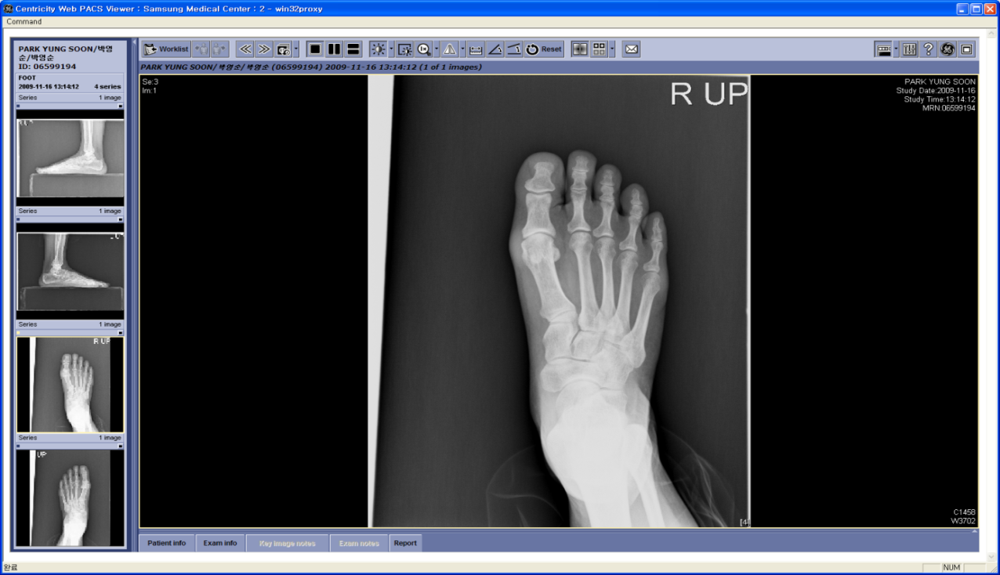 Centricity Web PACS Viewer : Samsung Medical Center : 2 - win32proxy
Command
PARK YUNG SOON/박영
순/박영순
ID: 06599194
FOOT
2009-11-16 13:14:12 4 series
Series 1 image
Series 1 image
Series 1 image
R UP
Series 1 image
UP
Worklist
Reset
PARK YUNG SOON/박영순/박영순 (06599194) 2009-11-16 13:14:12 (1 of 1 images)
Se:3
Im:1
R UP
PARK YUNG SOON
Study Date:2009-11-16
Study Time:13:14:12
MRN:06599194
[4]
C1458
W3702
Patient info Exam info Key image notes Exam notes Report
완료
NUM